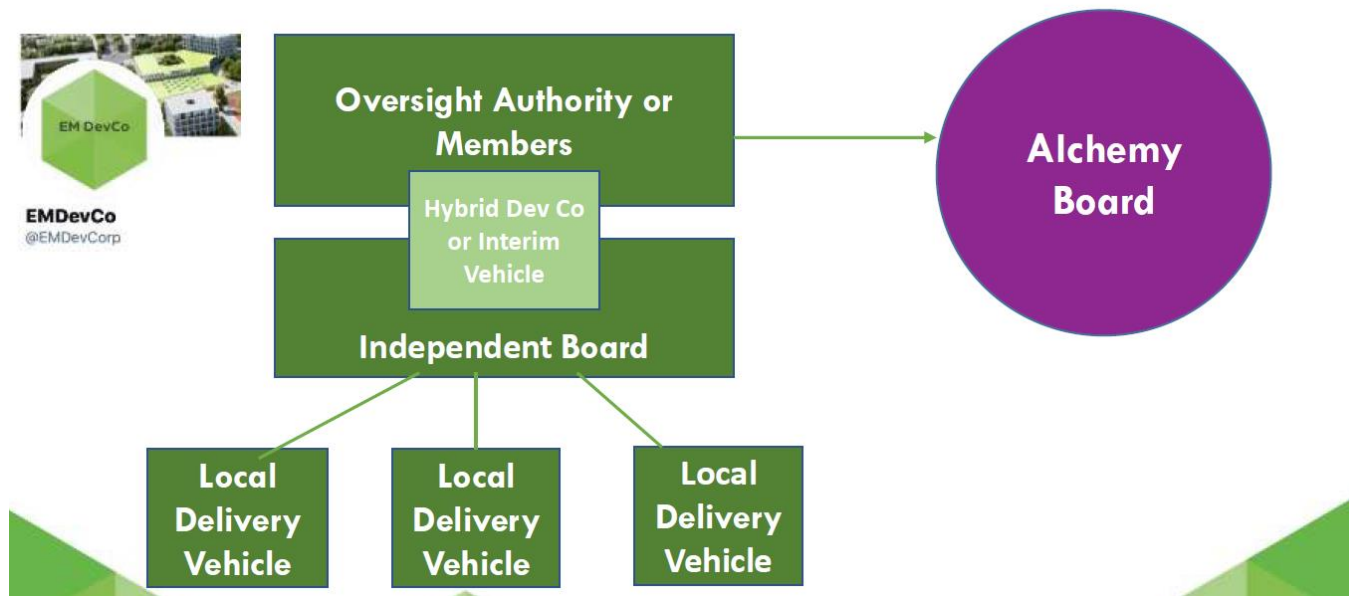 EM DevCo
EMDevCo
@EMDevCorp
Oversight Authority or
Members
Hybrid Dev Co
or Interim
Vehicle
Independent Board
Alchemy
Board
Local
Delivery
Vehicle
Local
Delivery
Vehicle
Local
Delivery
Vehicle